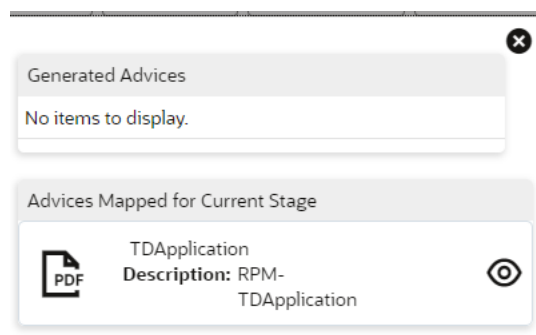 Generated Advices
No items to display.
Advices Mapped for Current Stage
TDApplication
PDF
Description: RPM-
TDApplication